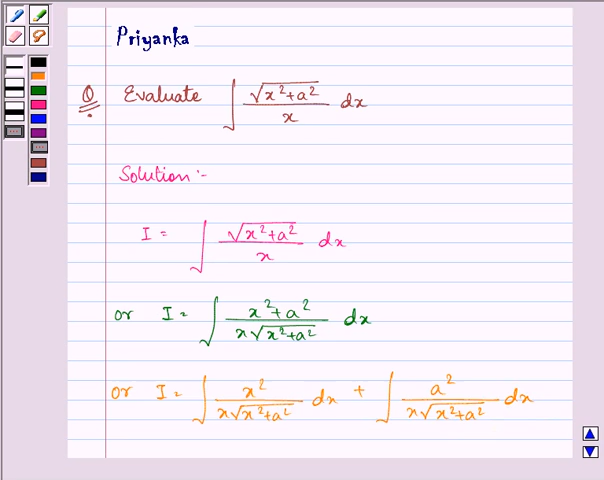 Priyanka
Q Evaluate ∫ √(x²+a²)/x dx
Solution :-
I = ∫ √(x²+a²)/x dx
or I = ∫ x²+a²/x√(x²+a²) dx
or I = ∫ x²/x√(x²+a²) dx + ∫ a²/x√(x²+a²) dx